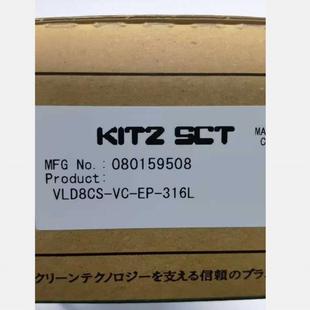 KITZ SCT
MA
C
MFG No.: 080159508
Product:
VLD8CS-VC-EP-316L
クリーンテクノロジーを支える信頼のブラ